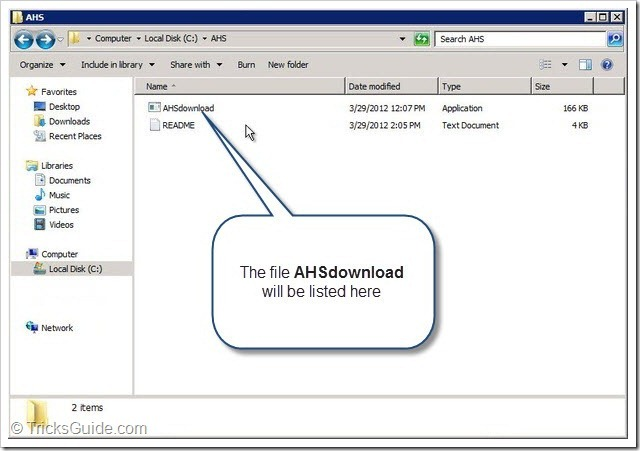 AHS
Computer Local Disk (C:) AHS
Search AHS
Organize Include in library Share with Burn New folder
Favorites
Desktop
Downloads
Recent Places
Libraries
Documents
Music
Pictures
Videos
Computer
Local Disk (C:)
Network
Name Date modified Type Size
AHSdownload 3/29/2012 12:07 PM Application 166 KB
README 3/29/2012 2:05 PM Text Document 4 KB
The file AHSdownload
will be listed here
2 items
© TricksGuide.com